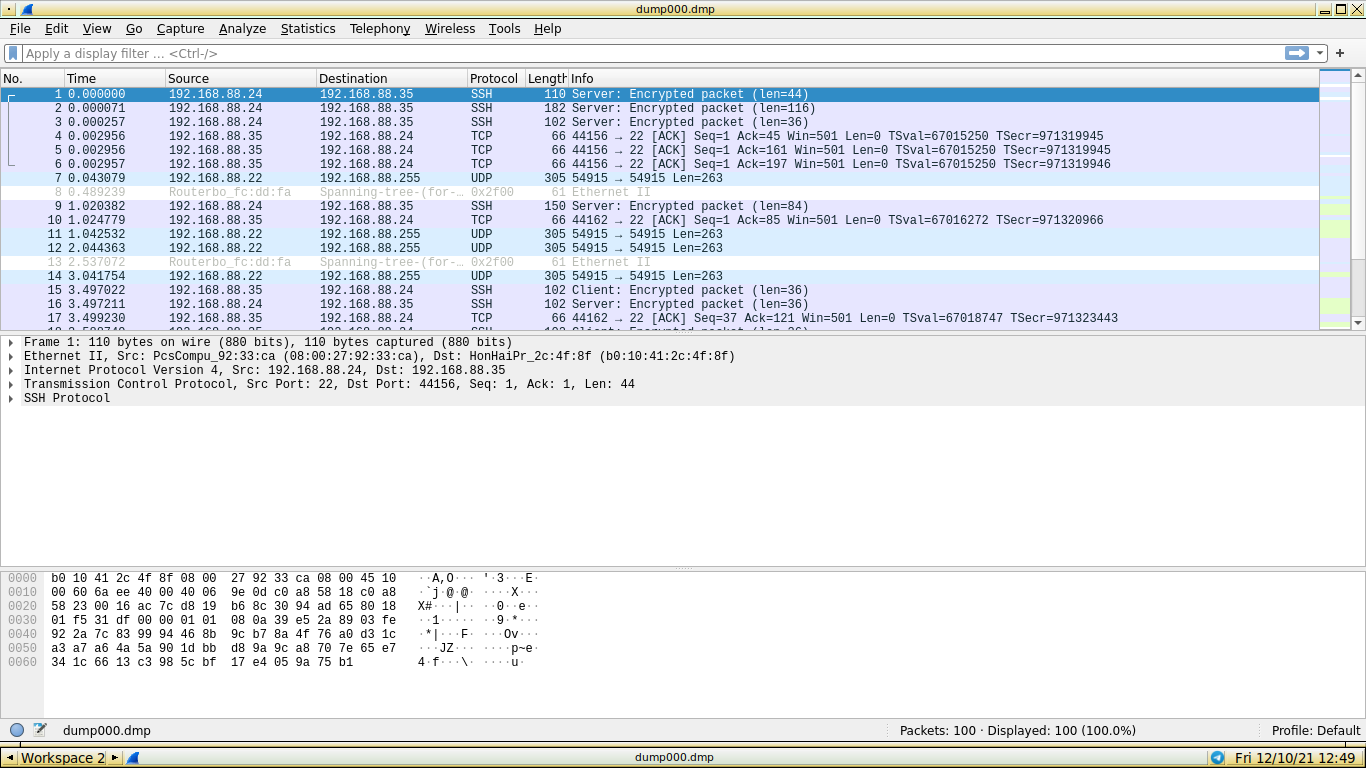 dump000.dmp
File Edit View Go Capture Analyze Statistics Telephony Wireless Tools Help
Apply a display filter ... <Ctrl-/>
No. Time Source Destination Protocol Length Info
1 0.000000 192.168.88.24 192.168.88.35 SSH 110 Server: Encrypted packet (len=44)
2 0.000071 192.168.88.24 192.168.88.35 SSH 182 Server: Encrypted packet (len=116)
3 0.000257 192.168.88.24 192.168.88.35 SSH 102 Server: Encrypted packet (len=36)
4 0.002956 192.168.88.35 192.168.88.24 TCP 66 44156 → 22 [ACK] Seq=1 Ack=45 Win=501 Len=0 TSval=67015250 TSecr=971319945
5 0.002956 192.168.88.35 192.168.88.24 TCP 66 44156 → 22 [ACK] Seq=1 Ack=161 Win=501 Len=0 TSval=67015250 TSecr=971319945
6 0.002957 192.168.88.35 192.168.88.24 TCP 66 44156 → 22 [ACK] Seq=1 Ack=197 Win=501 Len=0 TSval=67015250 TSecr=971319946
7 0.043079 192.168.88.22 192.168.88.255 UDP 305 54915 → 54915 Len=263
8 0.489239 Routerbo_fc:dd:fa Spanning-tree-(for-… 0x2f00 61 Ethernet II
9 1.020382 192.168.88.24 192.168.88.35 SSH 150 Server: Encrypted packet (len=84)
10 1.024779 192.168.88.35 192.168.88.24 TCP 66 44162 → 22 [ACK] Seq=1 Ack=85 Win=501 Len=0 TSval=67016272 TSecr=971320966
11 1.042532 192.168.88.22 192.168.88.255 UDP 305 54915 → 54915 Len=263
12 2.044363 192.168.88.22 192.168.88.255 UDP 305 54915 → 54915 Len=263
13 2.537072 Routerbo_fc:dd:fa Spanning-tree-(for-… 0x2f00 61 Ethernet II
14 3.041754 192.168.88.22 192.168.88.255 UDP 305 54915 → 54915 Len=263
15 3.497022 192.168.88.35 192.168.88.24 SSH 102 Client: Encrypted packet (len=36)
16 3.497211 192.168.88.24 192.168.88.35 SSH 102 Server: Encrypted packet (len=36)
17 3.499230 192.168.88.35 192.168.88.24 TCP 66 44162 → 22 [ACK] Seq=37 Ack=121 Win=501 Len=0 TSval=67018747 TSecr=971323443
Frame 1: 110 bytes on wire (880 bits), 110 bytes captured (880 bits)
Ethernet II, Src: PcsCompu_92:33:ca (08:00:27:92:33:ca), Dst: HonHaiPr_2c:4f:8f (b0:10:41:2c:4f:8f)
Internet Protocol Version 4, Src: 192.168.88.24, Dst: 192.168.88.35
Transmission Control Protocol, Src Port: 22, Dst Port: 44156, Seq: 1, Ack: 1, Len: 44
SSH Protocol
0000 b0 10 41 2c 4f 8f 08 00 27 92 33 ca 08 00 45 10 ··A,O··· '·3···E·
0010 00 60 6a ee 40 00 40 06 9e 0d c0 a8 58 18 c0 a8 ·`j·@·@· ····X···
0020 58 23 00 16 ac 7c d8 19 b6 8c 30 94 ad 65 80 18 X#···|·· ··0··e··
0030 01 f5 31 df 00 00 01 01 08 0a 39 e5 2a 89 03 fe ··1····· ··9·*···
0040 92 2a 7c 83 99 94 46 8b 9c b7 8a 4f 76 a0 d3 1c ·*|···F· ···Ov···
0050 a3 a7 a6 4a 5a 90 1d bb d8 9a 9c a8 70 7e 65 e7 ···JZ··· ····p~e·
0060 34 1c 66 13 c3 98 5c bf 17 e4 05 9a 75 b1 4·f···\· ····u·
dump000.dmp Packets: 100 · Displayed: 100 (100.0%) Profile: Default
Workspace 2 dump000.dmp Fri 12/10/21 12:49